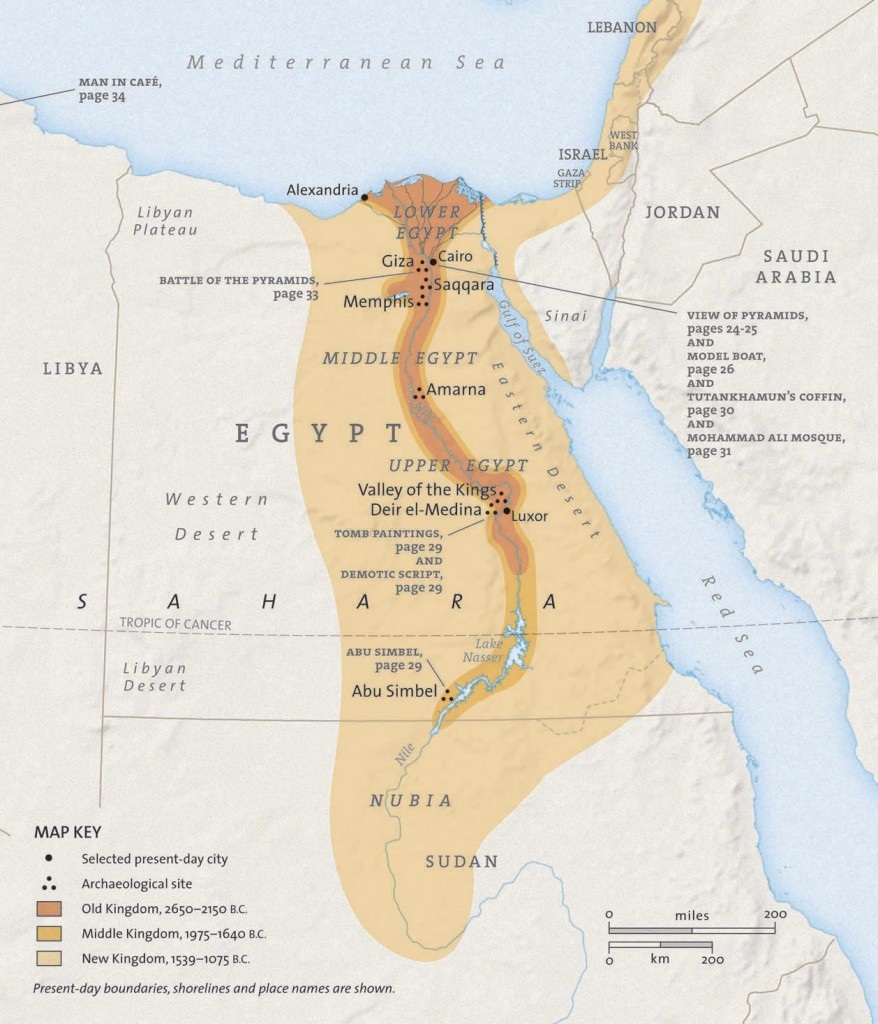 LEBANON
Mediterranean Sea
MAN IN CAFÉ,
page 34
WEST
BANK
ISRAEL
GAZA
STRIP
Alexandria
LOWER
EGYPT
Libyan
Plateau
JORDAN
SAUDI
ARABIA
Giza
Cairo
BATTLE OF THE PYRAMIDS,
page 33
Saqqara
Memphis
Gulf of Suez
Sinai
VIEW OF PYRAMIDS,
pages 24-25
AND
MODEL BOAT,
page 26
AND
TUTANKHAMUN'S COFFIN,
page 30
AND
MOHAMMAD ALI MOSQUE,
page 31
LIBYA
MIDDLE EGYPT
Amarna
Nile
Eastern Desert
EGYPT
UPPER EGYPT
Valley of the Kings
Deir el-Medina
Luxor
Western
Desert
TOMB PAINTINGS,
page 29
AND
DEMOTIC SCRIPT,
page 29
SAHARA
TROPIC OF CANCER
Red Sea
Libyan
Desert
Lake
Nasser
ABU SIMBEL,
page 29
Abu Simbel
Nile
NUBIA
SUDAN
MAP KEY
Selected present-day city
Archaeological site
Old Kingdom, 2650–2150 B.C.
Middle Kingdom, 1975–1640 B.C.
New Kingdom, 1539–1075 B.C.
Present-day boundaries, shorelines and place names are shown.
0 miles 200
0 km 200